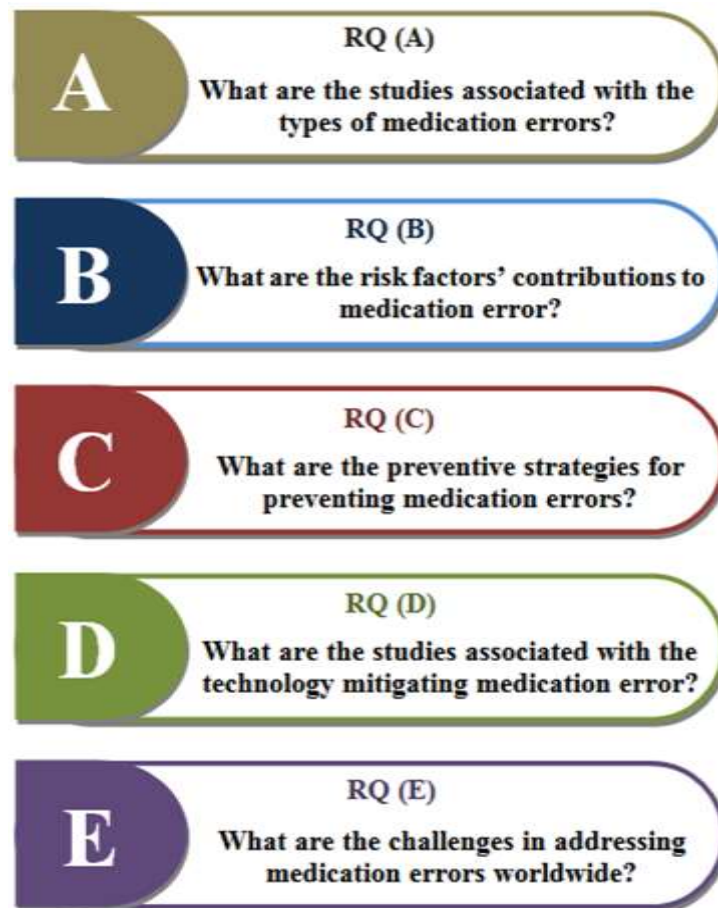 A
RQ (A)
What are the studies associated with the
types of medication errors?
B
RQ (B)
What are the risk factors’ contributions to
medication error?
C
RQ (C)
What are the preventive strategies for
preventing medication errors?
D
RQ (D)
What are the studies associated with the
technology mitigating medication error?
E
RQ (E)
What are the challenges in addressing
medication errors worldwide?